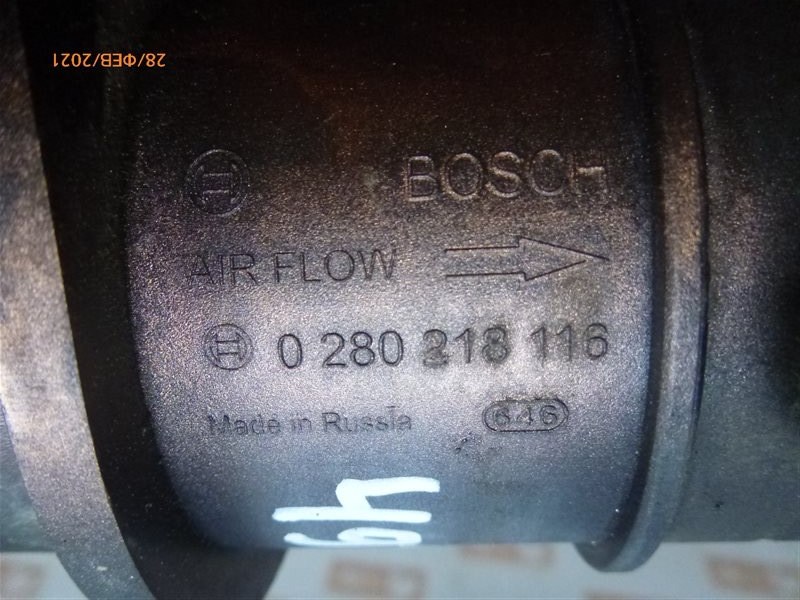 28/ФЕВ/2021
BOSCH
AIR FLOW
0 280 218 116
Made in Russia
646